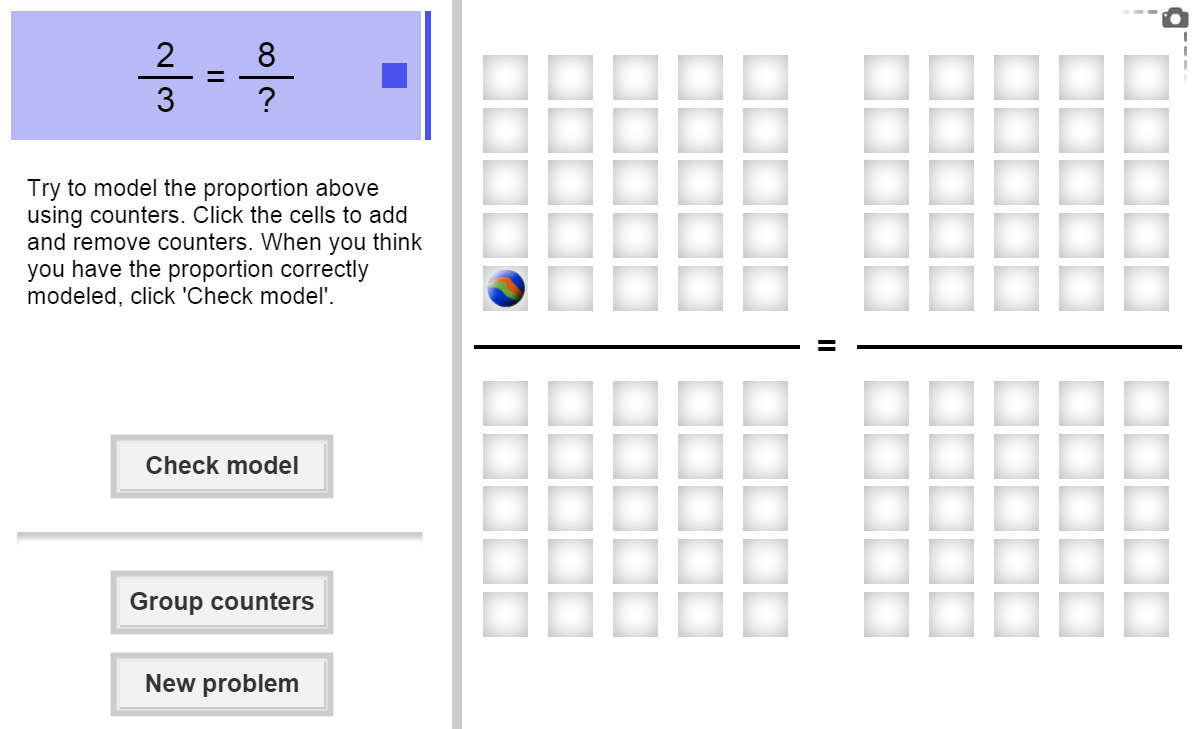 2/3 = 8/?
Try to model the proportion above
using counters. Click the cells to add
and remove counters. When you think
you have the proportion correctly
modeled, click 'Check model'.
Check model
Group counters
New problem
=